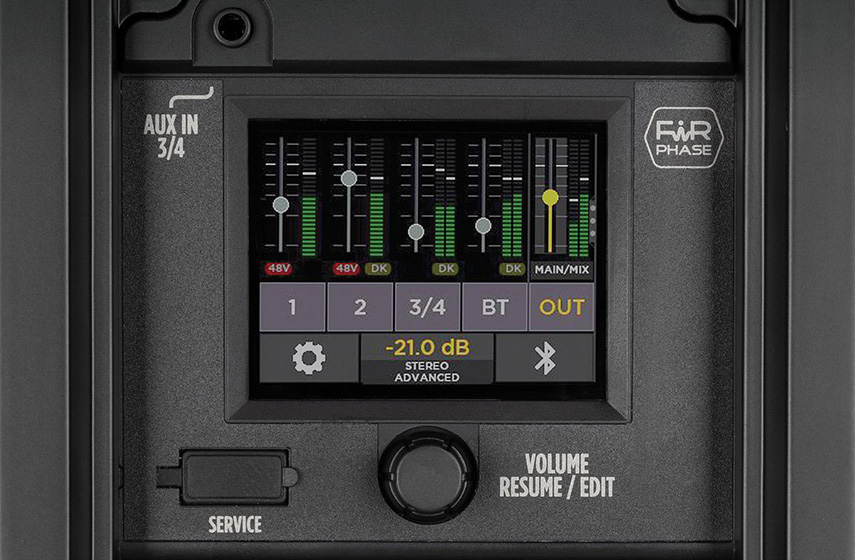 AUX IN
3/4
FiR
PHASE
48V
48V DK
DK
DK
MAIN/MIX
1
2
3/4
BT
OUT
-21.0 dB
STEREO
ADVANCED
VOLUME
RESUME / EDIT
SERVICE